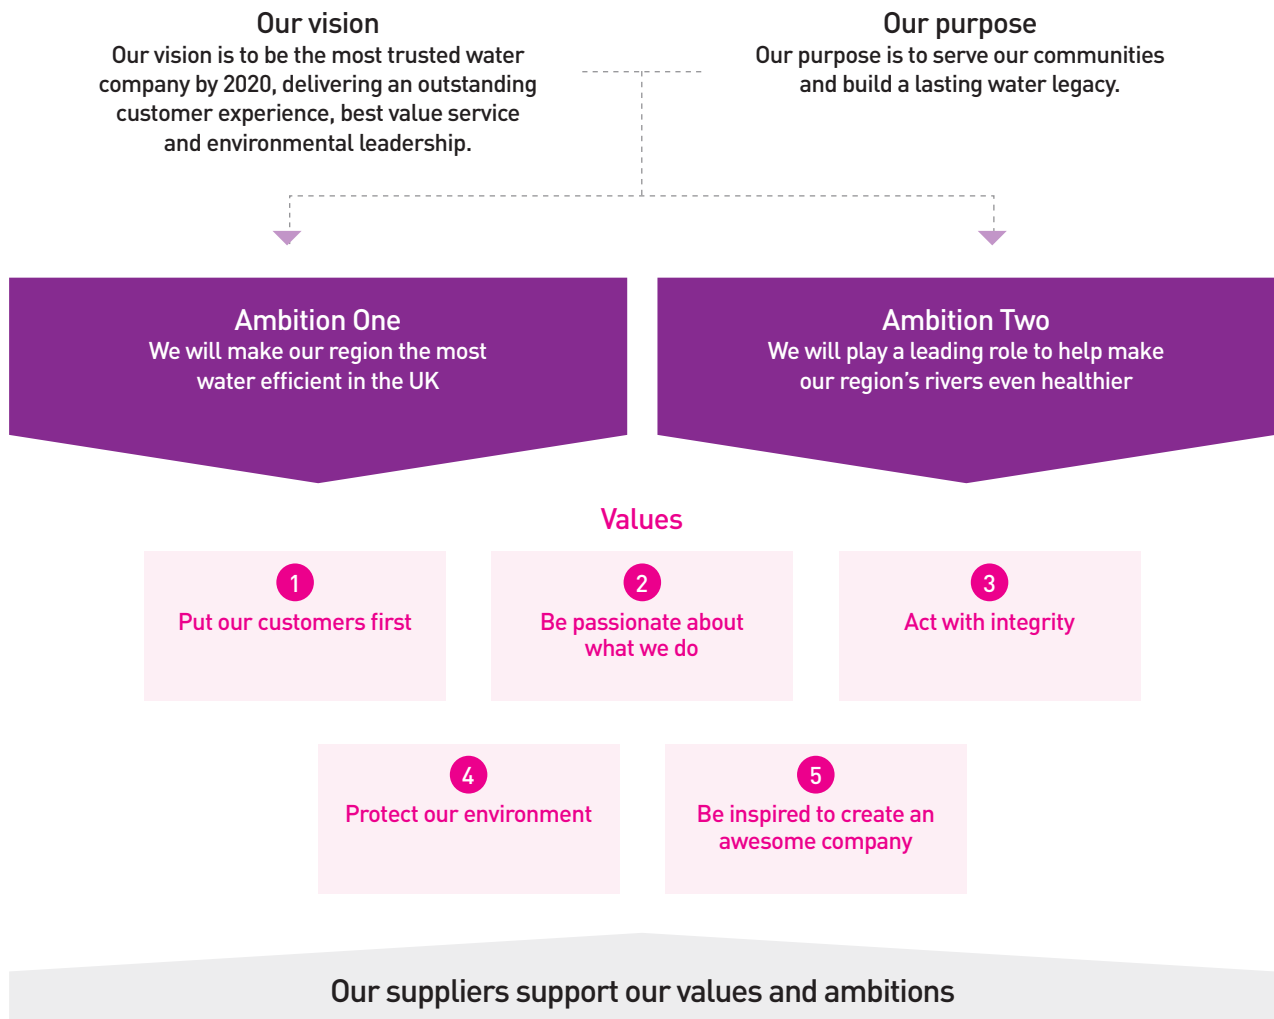 Our vision
Our vision is to be the most trusted water
company by 2020, delivering an outstanding
customer experience, best value service
and environmental leadership.
Our purpose
Our purpose is to serve our communities
and build a lasting water legacy.
Ambition One
We will make our region the most
water efficient in the UK
Ambition Two
We will play a leading role to help make
our region’s rivers even healthier
Values
1
Put our customers first
2
Be passionate about
what we do
3
Act with integrity
4
Protect our environment
5
Be inspired to create an
awesome company
Our suppliers support our values and ambitions